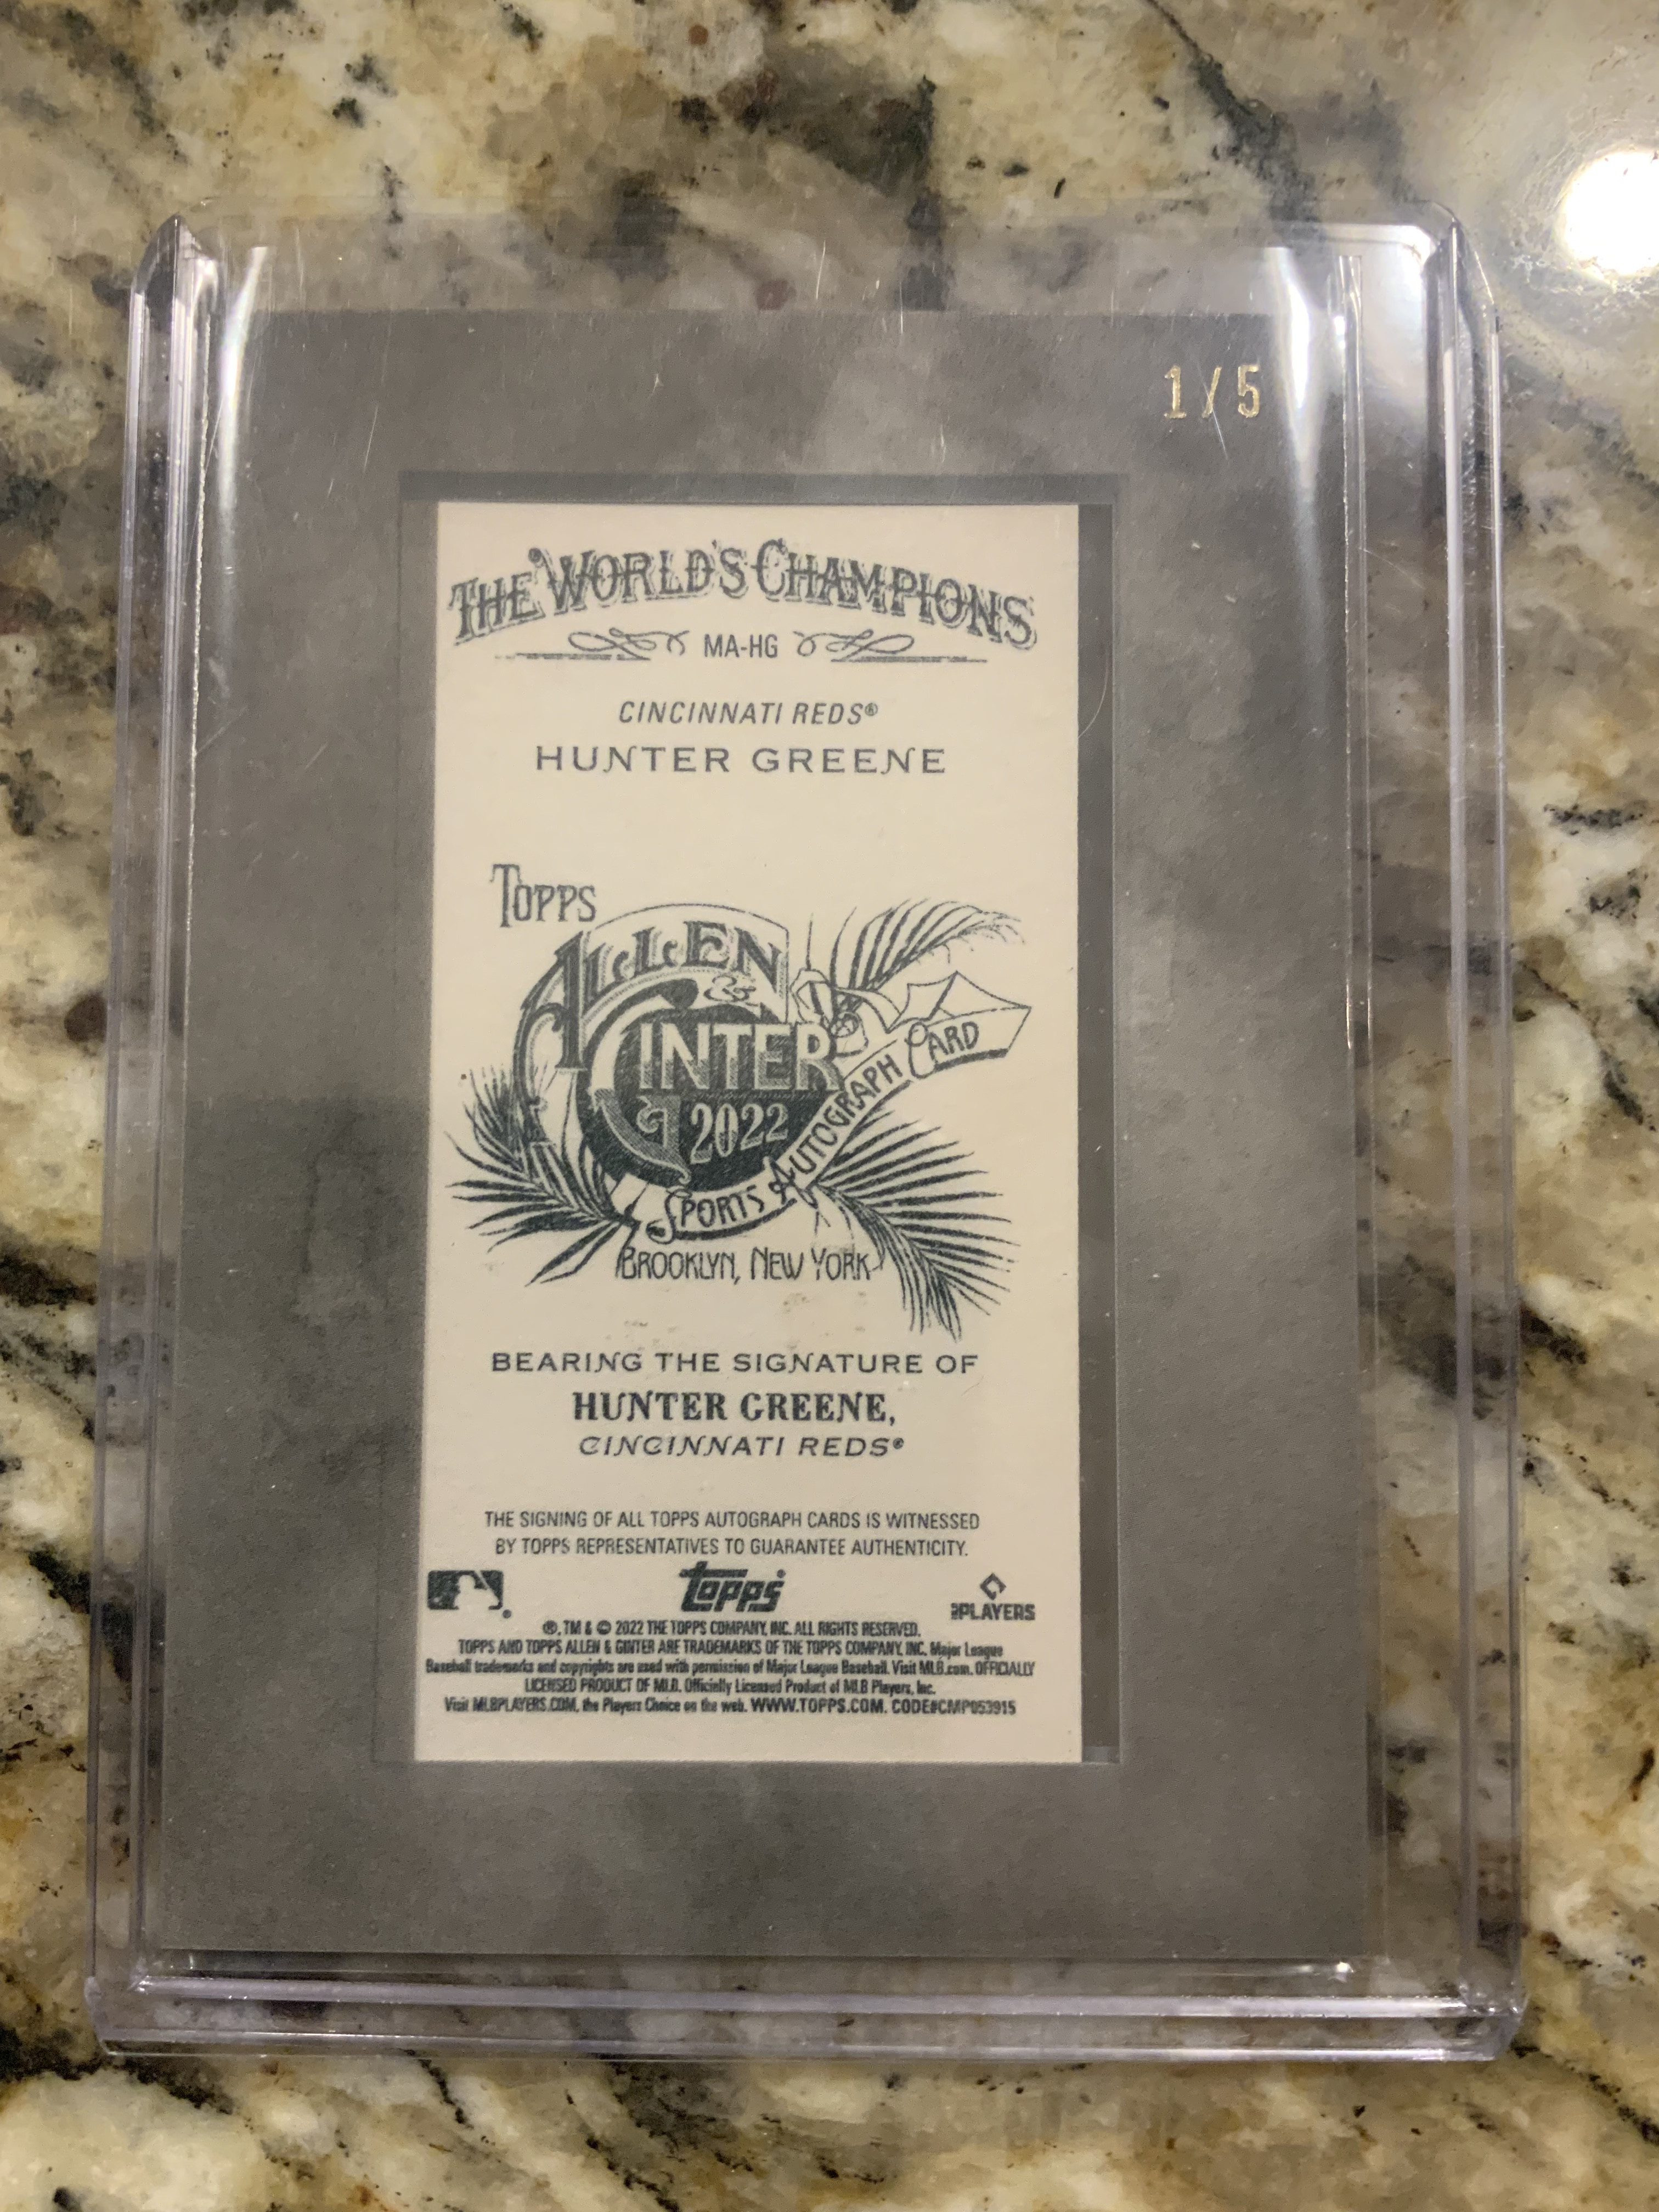 1/5
THE WORLD'S CHAMPIONS
MA-HG
CINCINNATI REDS®
HUNTER GREENE
TOPPS
ALLEN
&
GINTER
2022
SPORTS AUTOGRAPH CARD
BROOKLYN, NEW YORK
BEARING THE SIGNATURE OF
HUNTER GREENE,
CINCINNATI REDS®
THE SIGNING OF ALL TOPPS AUTOGRAPH CARDS IS WITNESSED
BY TOPPS REPRESENTATIVES TO GUARANTEE AUTHENTICITY.
topps
PLAYERS
®, TM & © 2022 THE TOPPS COMPANY, INC. ALL RIGHTS RESERVED.
TOPPS AND TOPPS ALLEN & GINTER ARE TRADEMARKS OF THE TOPPS COMPANY, INC. Major League
Baseball trademarks and copyrights are used with permission of Major League Baseball. Visit MLB.com. OFFICIALLY
LICENSED PRODUCT OF MLB. Officially Licensed Product of MLB Players, Inc.
Visit MLBPLAYERS.COM, the Players Choice on the web. WWW.TOPPS.COM. CODE#CMP053915